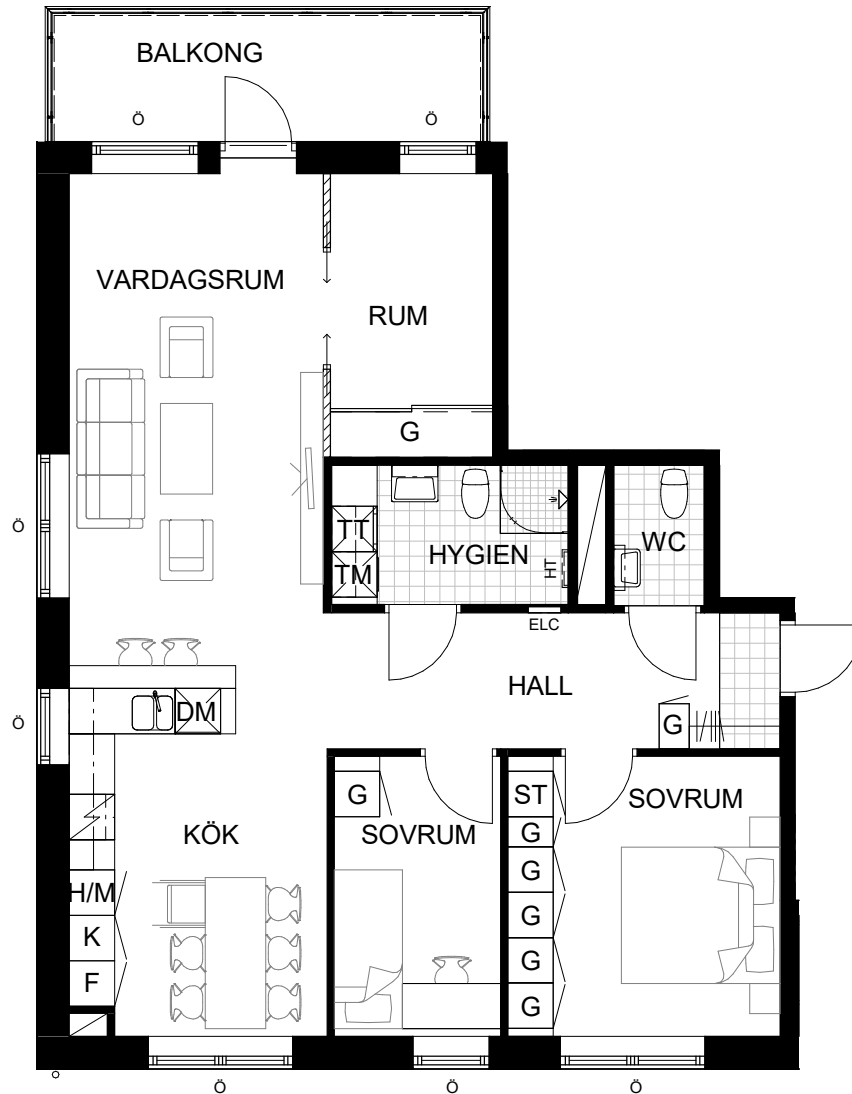 BALKONG
Ö Ö
VARDAGSRUM
RUM
G
TT
TM
HYGIEN
HT
WC
Ö
ELC
HALL
G
DM
Ö
KÖK
G
SOVRUM
ST
G
G
G
G
G
SOVRUM
H/M
K
F
Ö Ö Ö